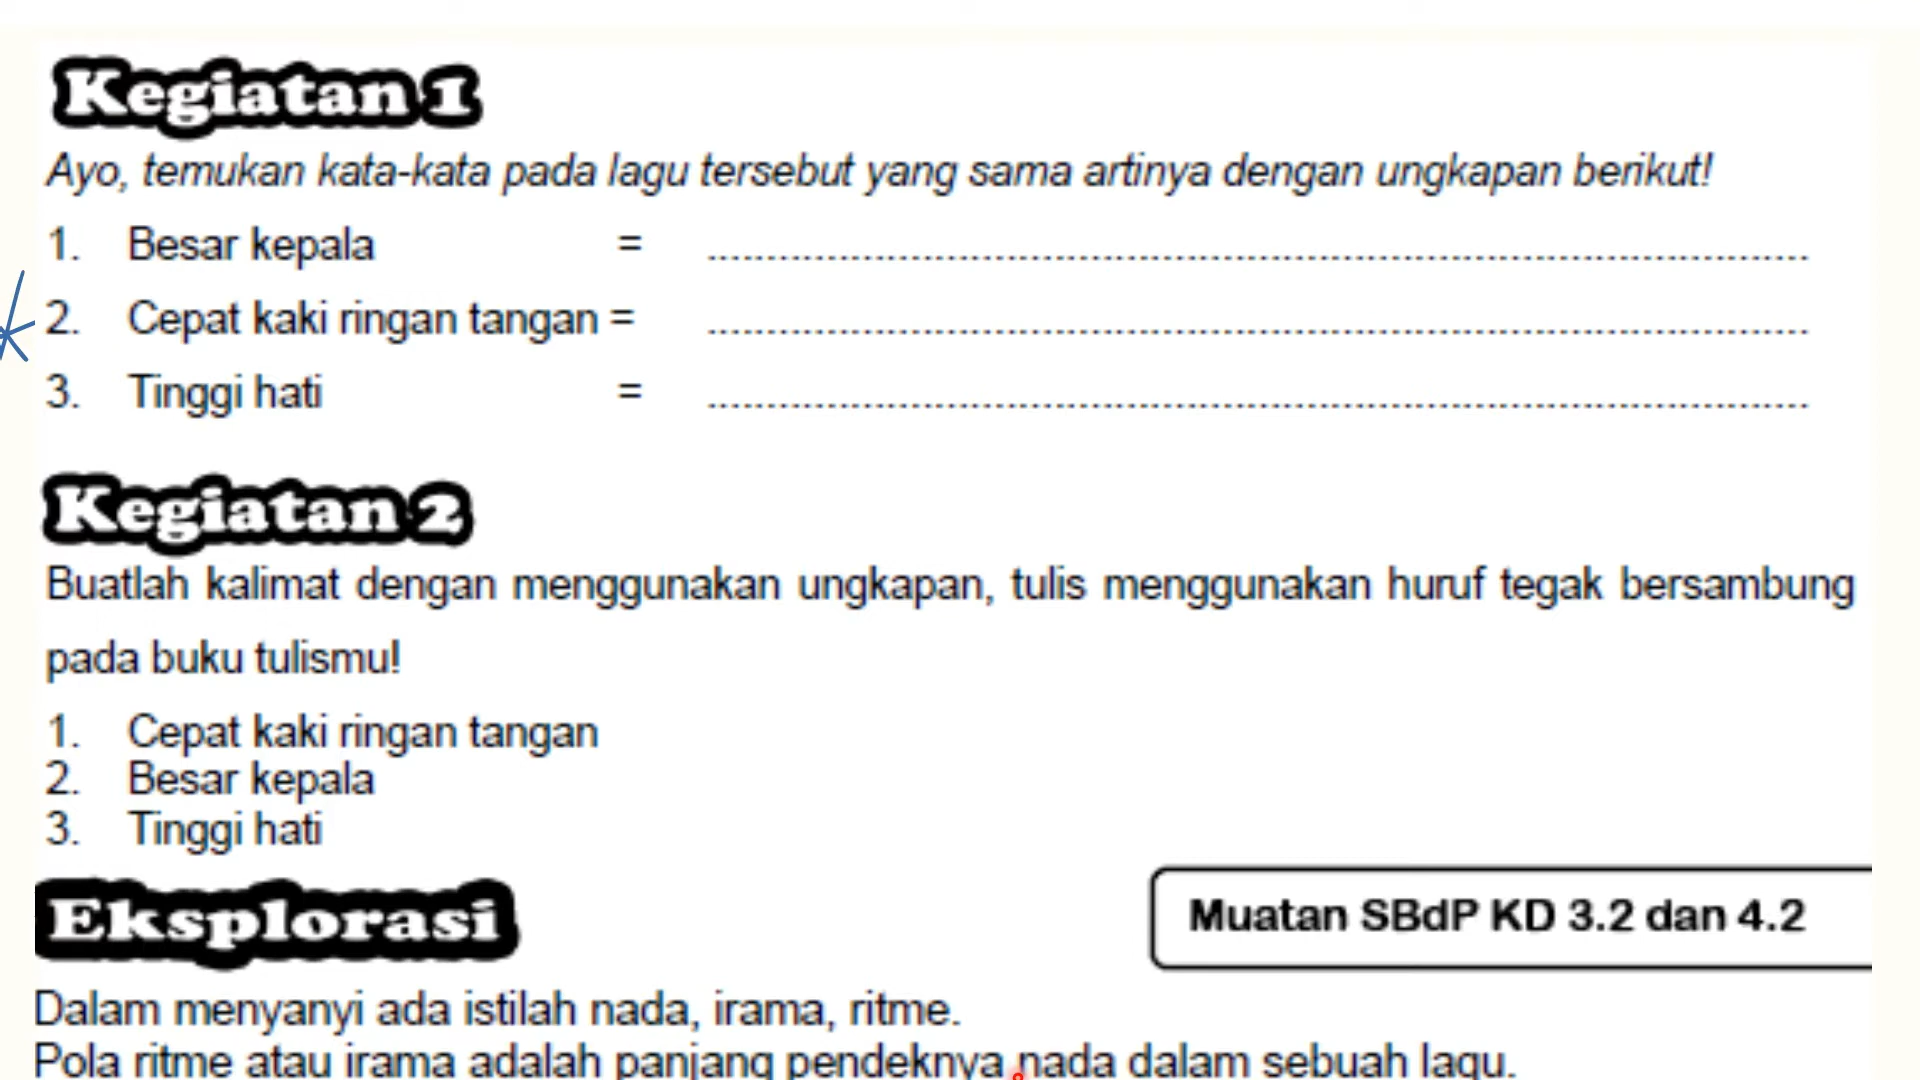 Kegiatan 1
Ayo, temukan kata-kata pada lagu tersebut yang sama artinya dengan ungkapan berikut!
1. Besar kepala = ........................................................................................
2. Cepat kaki ringan tangan = ........................................................................................
3. Tinggi hati = ........................................................................................
Kegiatan 2
Buatlah kalimat dengan menggunakan ungkapan, tulis menggunakan huruf tegak bersambung
pada buku tulismu!
1. Cepat kaki ringan tangan
2. Besar kepala
3. Tinggi hati
Eksplorasi
Muatan SBdP KD 3.2 dan 4.2
Dalam menyanyi ada istilah nada, irama, ritme.
Pola ritme atau irama adalah panjang pendeknya nada dalam sebuah lagu.